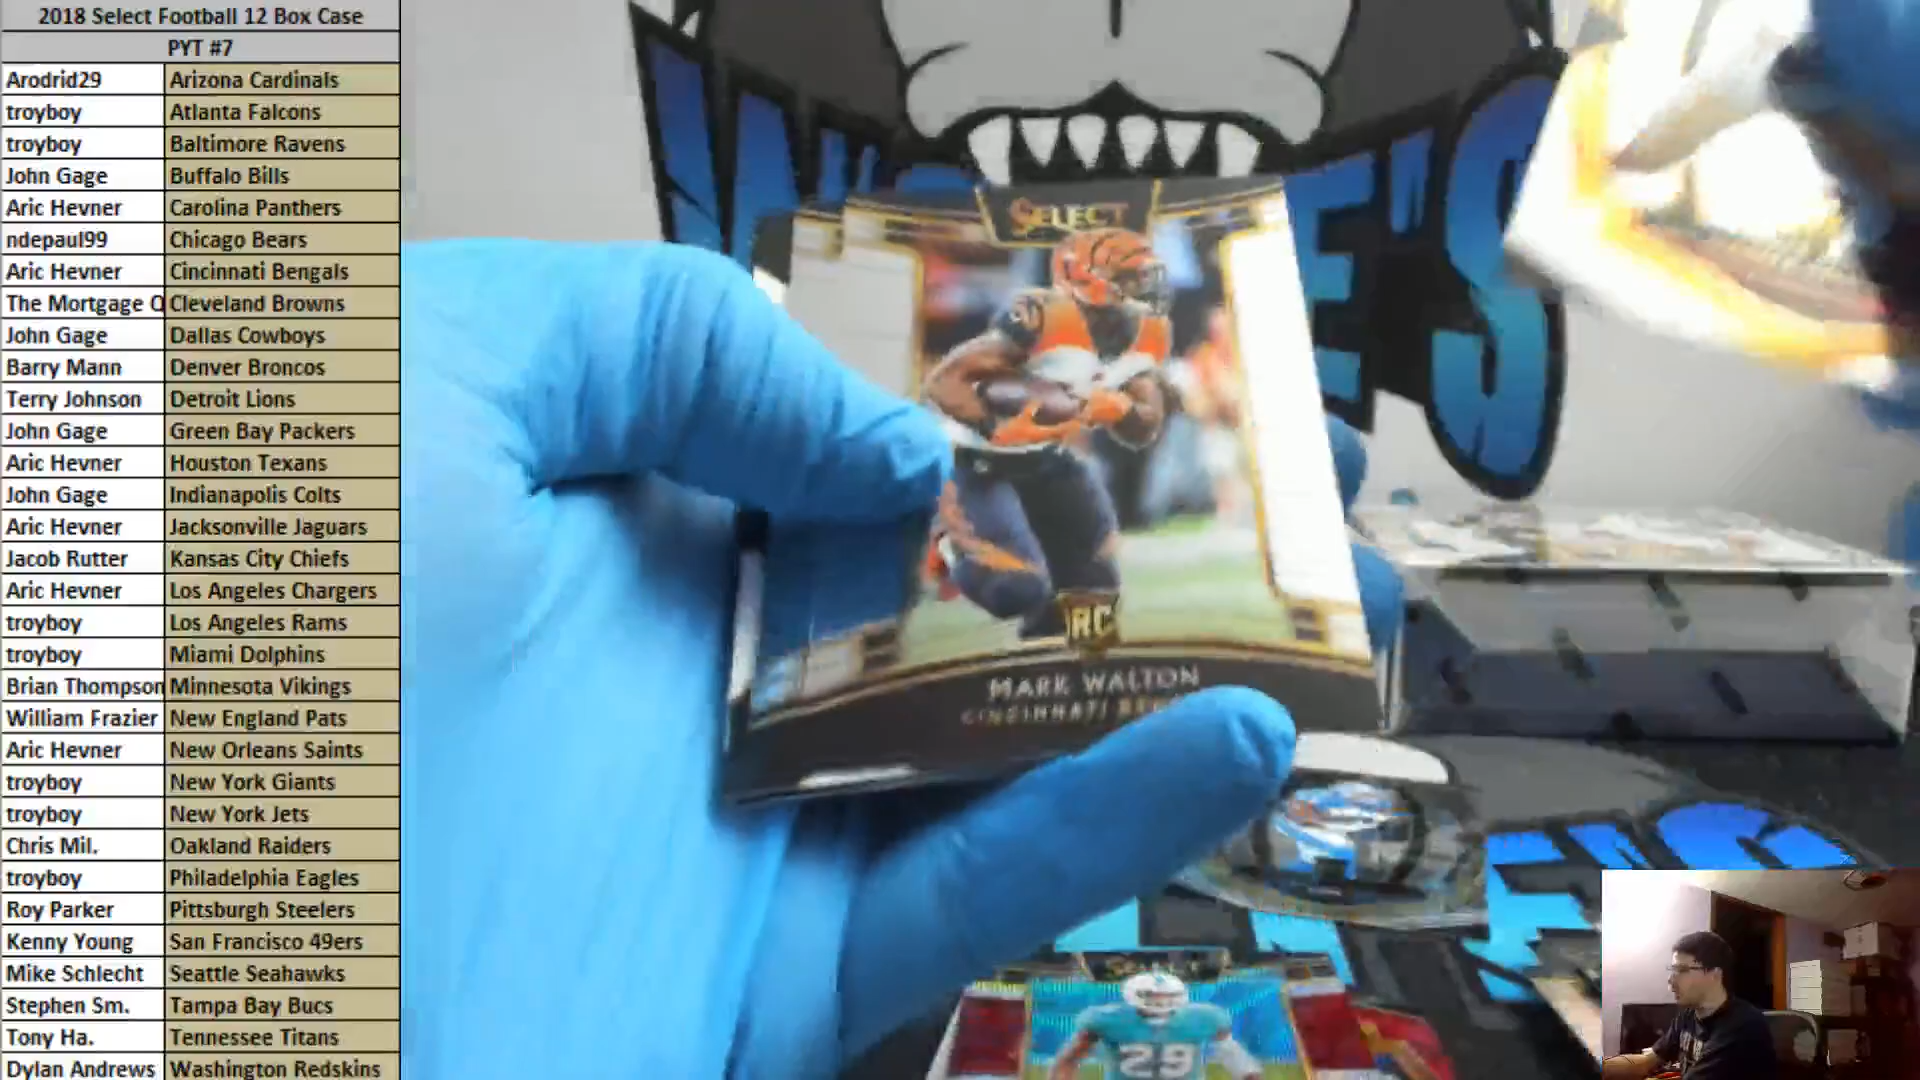 2018 Select Football 12 Box Case
PYT #7
Arodrid29 Arizona Cardinals
troyboy Atlanta Falcons
troyboy Baltimore Ravens
John Gage Buffalo Bills
Aric Hevner Carolina Panthers
ndepaul99 Chicago Bears
Aric Hevner Cincinnati Bengals
The Mortgage Cleveland Browns
John Gage Dallas Cowboys
Barry Mann Denver Broncos
Terry Johnson Detroit Lions
John Gage Green Bay Packers
Aric Hevner Houston Texans
John Gage Indianapolis Colts
Aric Hevner Jacksonville Jaguars
Jacob Rutter Kansas City Chiefs
Aric Hevner Los Angeles Chargers
troyboy Los Angeles Rams
troyboy Miami Dolphins
Brian Thompson Minnesota Vikings
William Frazier New England Pats
Aric Hevner New Orleans Saints
troyboy New York Giants
troyboy New York Jets
Chris Mil. Oakland Raiders
troyboy Philadelphia Eagles
Roy Parker Pittsburgh Steelers
Kenny Young San Francisco 49ers
Mike Schlecht Seattle Seahawks
Stephen Sm. Tampa Bay Bucs
Tony Ha. Tennessee Titans
Dylan Andrews Washington Redskins
SELECT
RC
MARK WALTON
CINCINNATI
SELECT
29